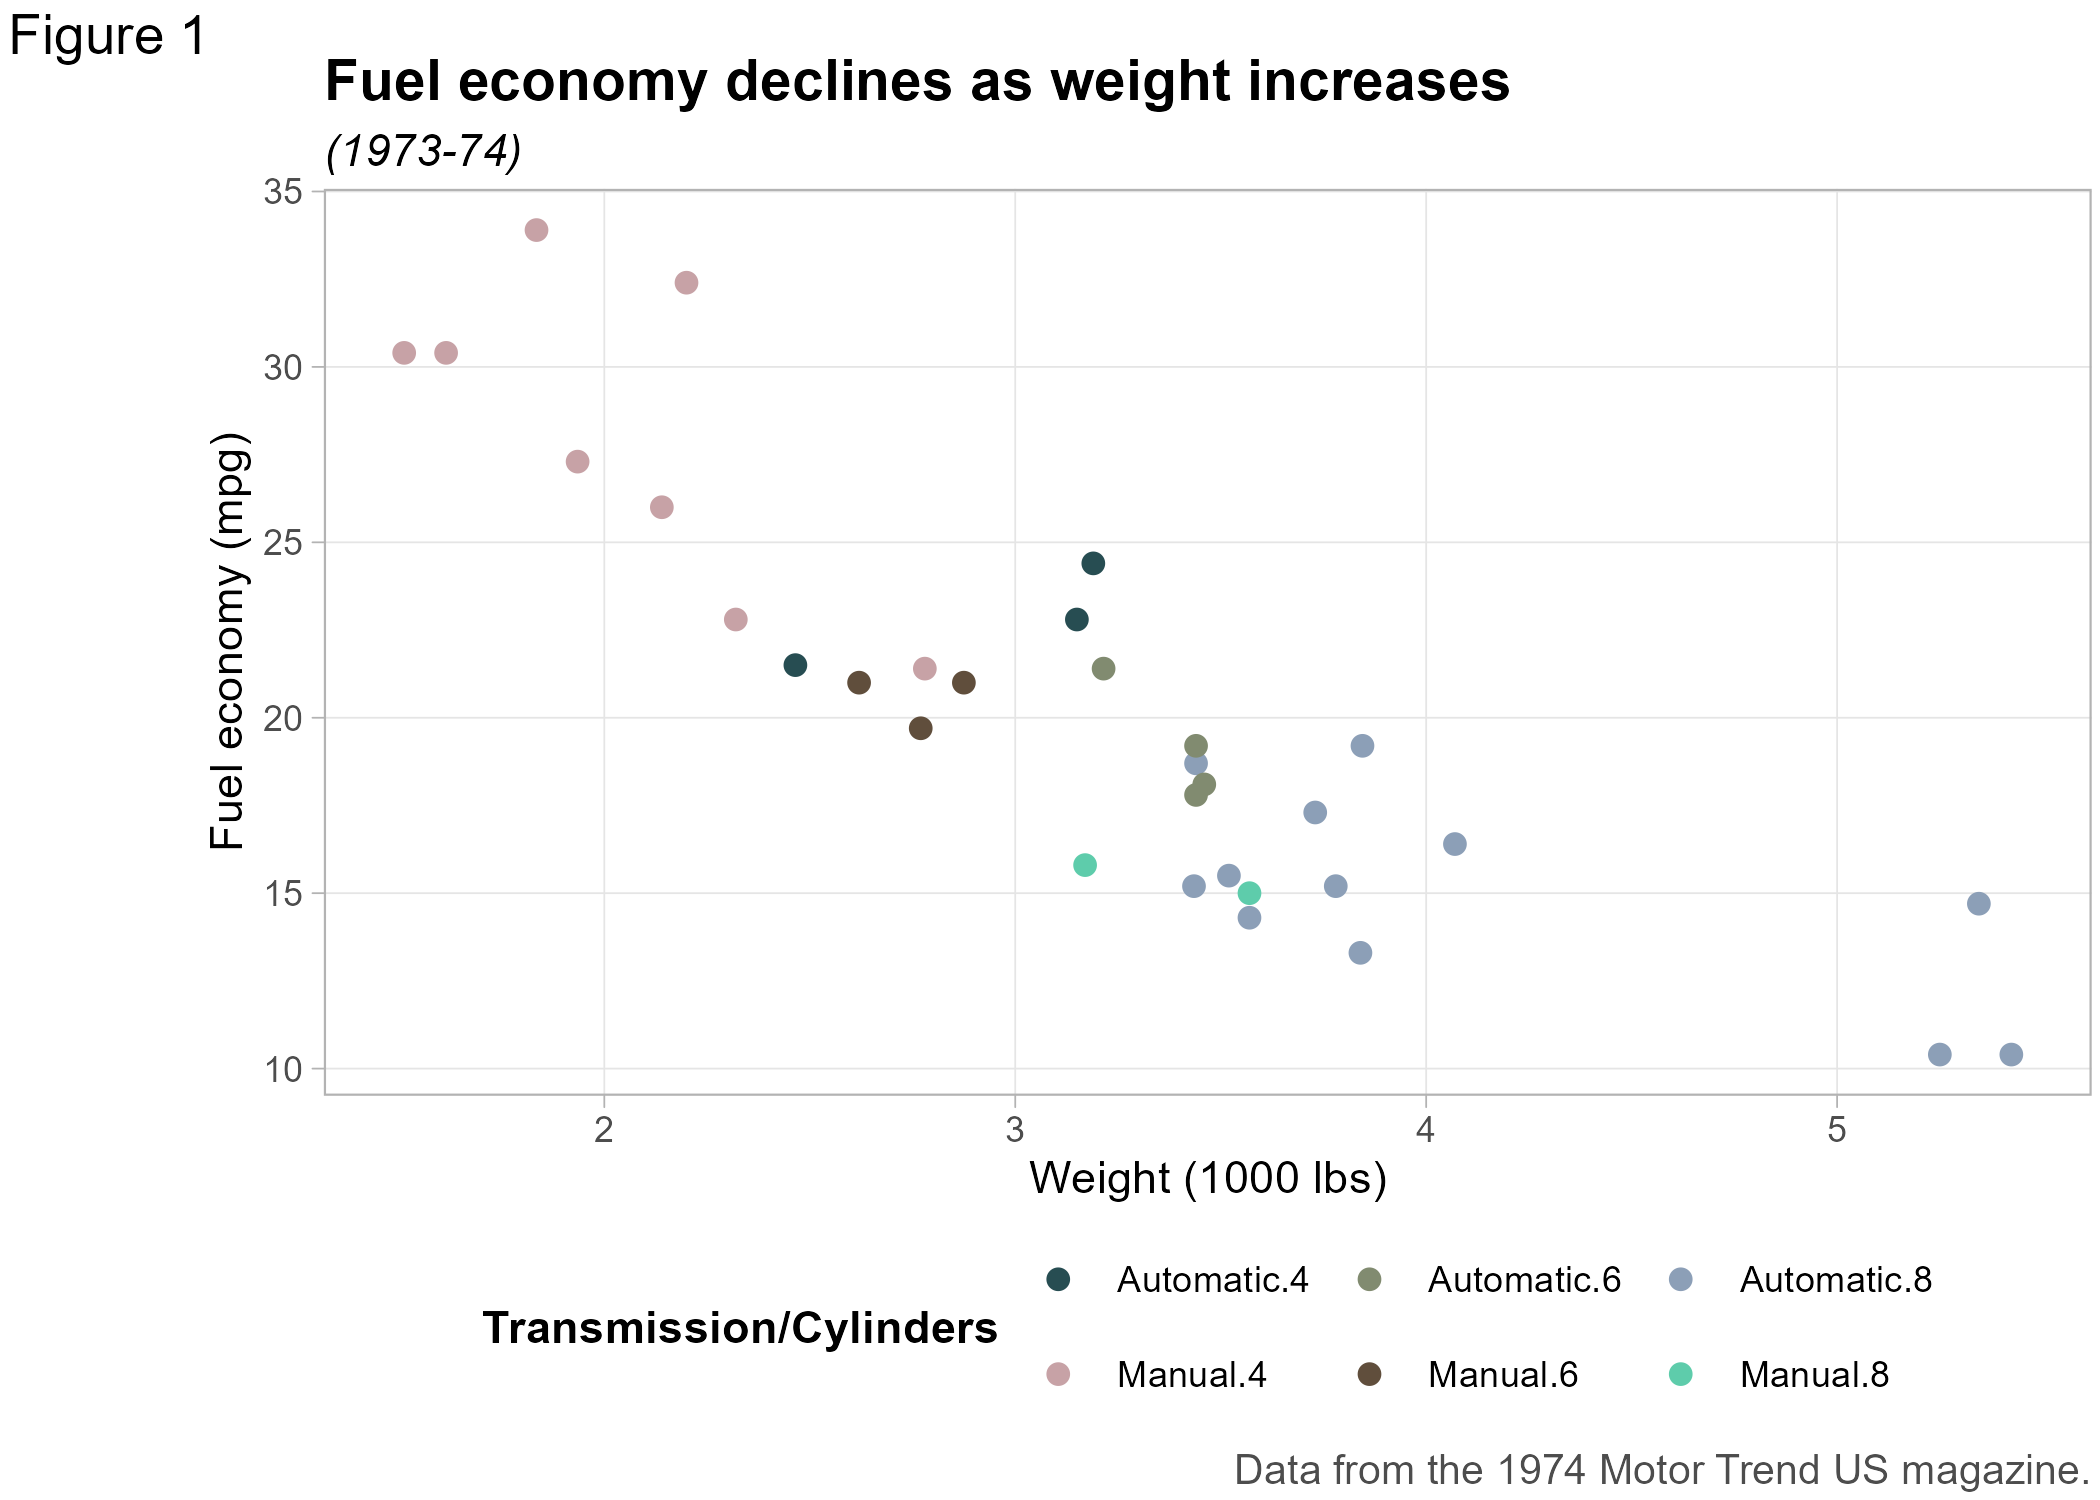 Figure 1
Fuel economy declines as weight increases
(1973-74)
Fuel economy (mpg)
35
30
25
20
15
10
2 3 4 5
Weight (1000 lbs)
Transmission/Cylinders
Automatic.4 Automatic.6 Automatic.8
Manual.4 Manual.6 Manual.8
Data from the 1974 Motor Trend US magazine.